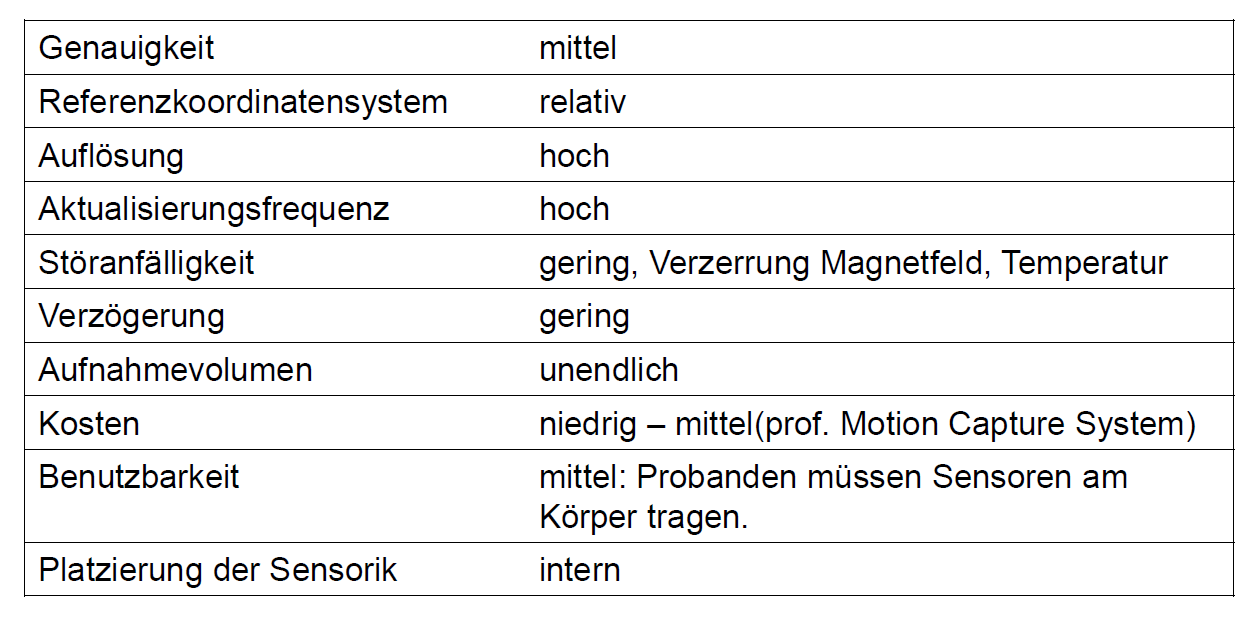 Genauigkeit mittel
Referenzkoordinatensystem relativ
Auflösung hoch
Aktualisierungsfrequenz hoch
Störanfälligkeit gering, Verzerrung Magnetfeld, Temperatur
Verzögerung gering
Aufnahmevolumen unendlich
Kosten niedrig – mittel(prof. Motion Capture System)
Benutzbarkeit mittel: Probanden müssen Sensoren am
Körper tragen.
Platzierung der Sensorik intern